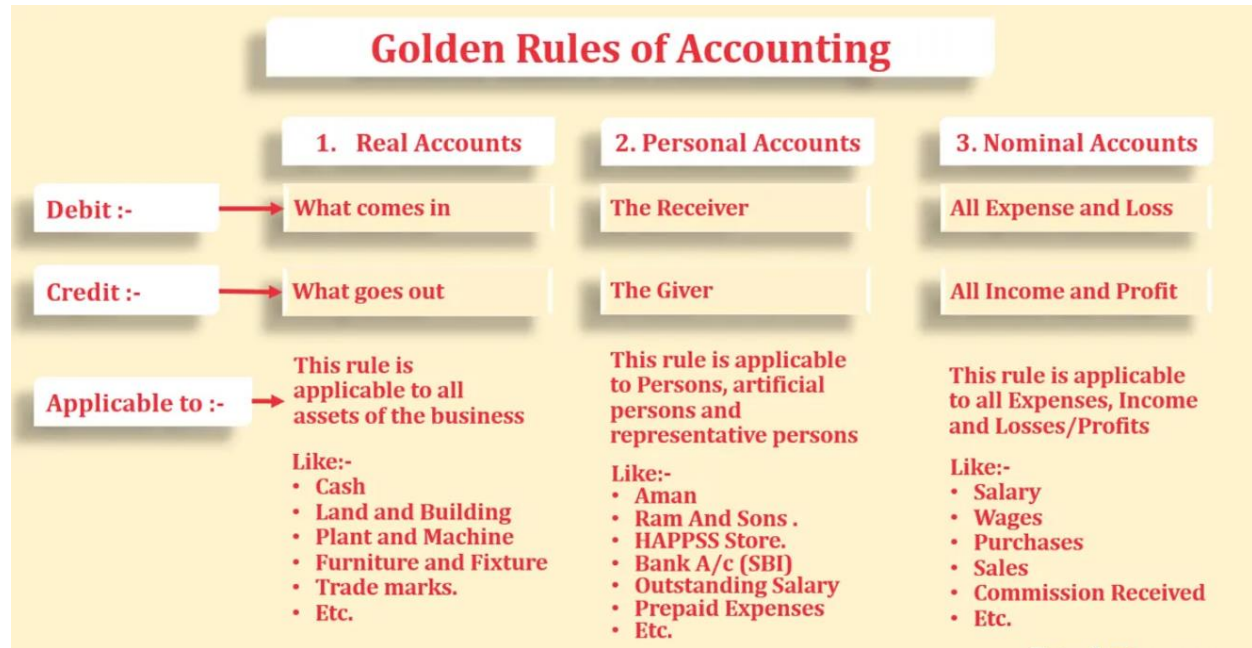 Golden Rules of Accounting
1. Real Accounts
2. Personal Accounts
3. Nominal Accounts
Debit :-
What comes in
The Receiver
All Expense and Loss
Credit :-
What goes out
The Giver
All Income and Profit
Applicable to :-
This rule is
applicable to all
assets of the business
Like:-
• Cash
• Land and Building
• Plant and Machine
• Furniture and Fixture
• Trade marks.
• Etc.
This rule is applicable
to Persons, artificial
persons and
representative persons
Like:-
• Aman
• Ram And Sons .
• HAPPSS Store.
• Bank A/c (SBI)
• Outstanding Salary
• Prepaid Expenses
• Etc.
This rule is applicable
to all Expenses, Income
and Losses/Profits
Like:-
• Salary
• Wages
• Purchases
• Sales
• Commission Received
• Etc.